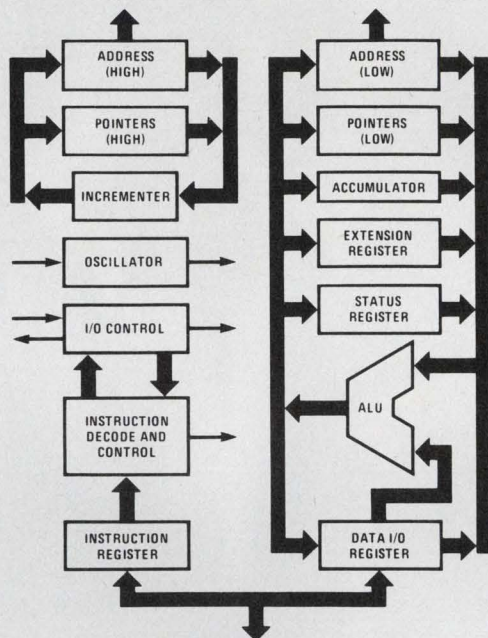 ADDRESS
(HIGH)
POINTERS
(HIGH)
INCREMENTER
OSCILLATOR
I/O CONTROL
INSTRUCTION
DECODE AND
CONTROL
INSTRUCTION
REGISTER
ADDRESS
(LOW)
POINTERS
(LOW)
ACCUMULATOR
EXTENSION
REGISTER
STATUS
REGISTER
ALU
DATA I/O
REGISTER